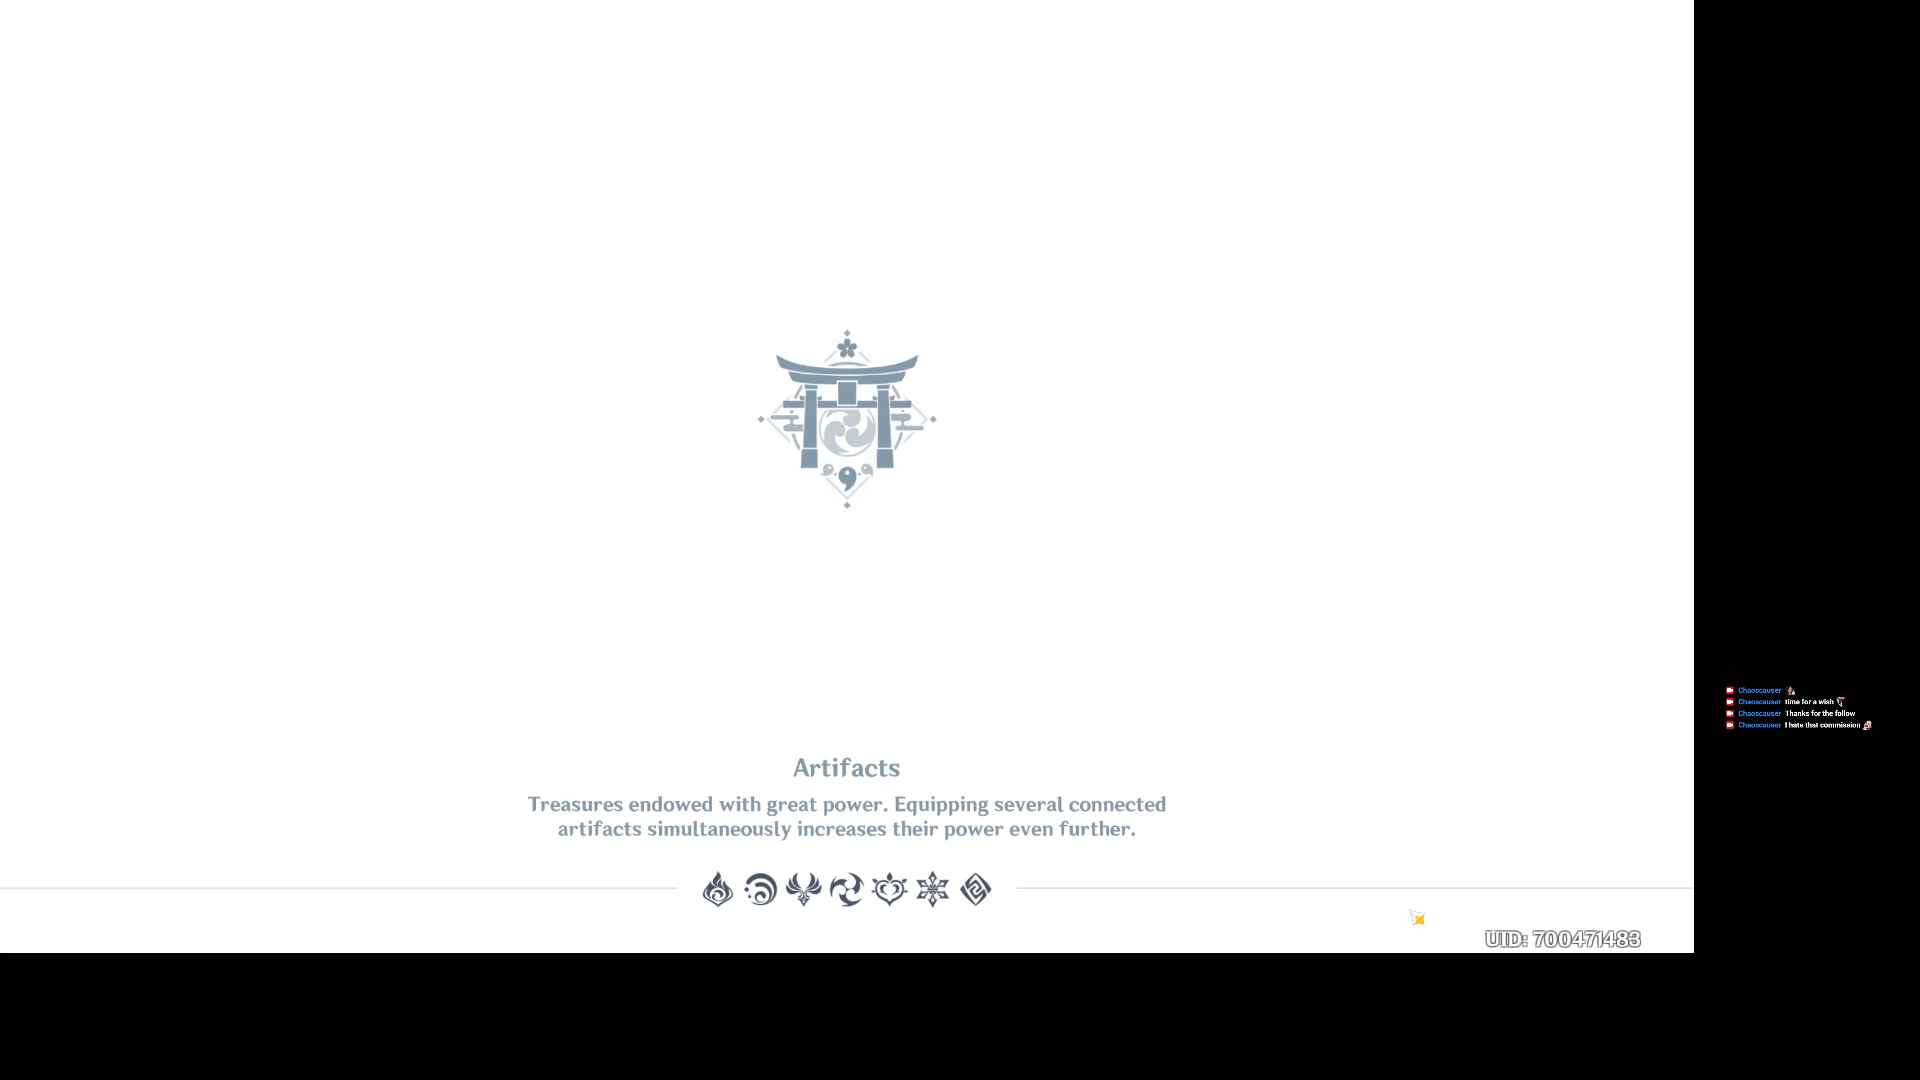 Artifacts
Treasures endowed with great power. Equipping several connected
artifacts simultaneously increases their power even further.
UID: 700471483
Chaoscauser
Chaoscauser time for a wish
Chaoscauser Thanks for the follow
Chaoscauser I hate that commission